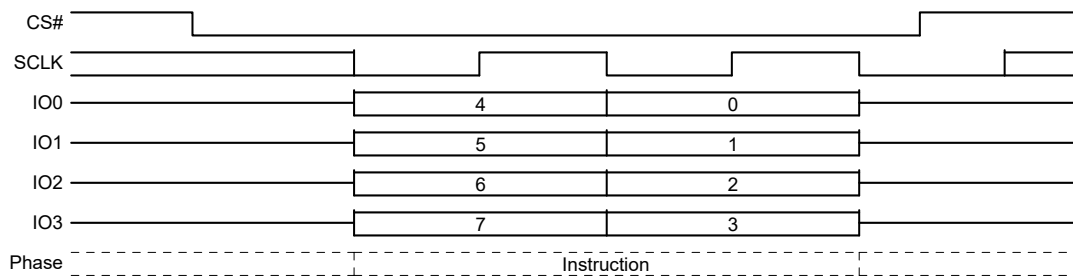 CS#
SCLK
IO0 4 0
IO1 5 1
IO2 6 2
IO3 7 3
Phase Instruction